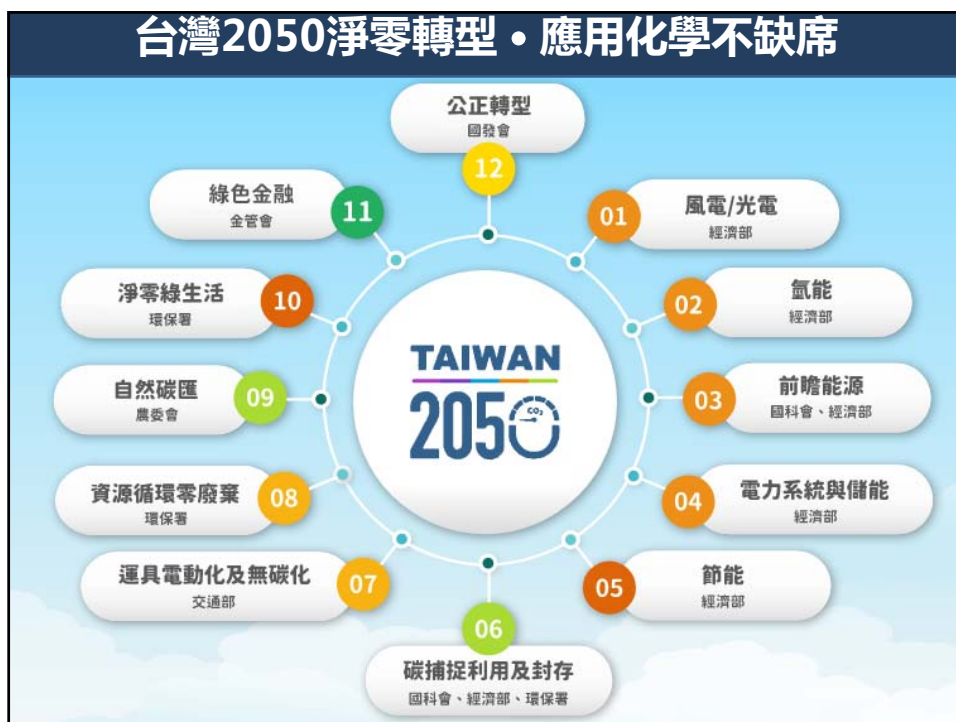 台灣2050淨零轉型•應用化學不缺席
公正轉型
國發會
12
01
風電/光電
經濟部
02
氫能
經濟部
03
前瞻能源
國科會、經濟部
04
電力系統與儲能
經濟部
05
節能
經濟部
06
碳捕捉利用及封存
國科會、經濟部、環保署
07
運具電動化及無碳化
交通部
08
資源循環零廢棄
環保署
09
自然碳匯
農委會
10
淨零綠生活
環保署
11
綠色金融
金管會
TAIWAN
2050
CO₂